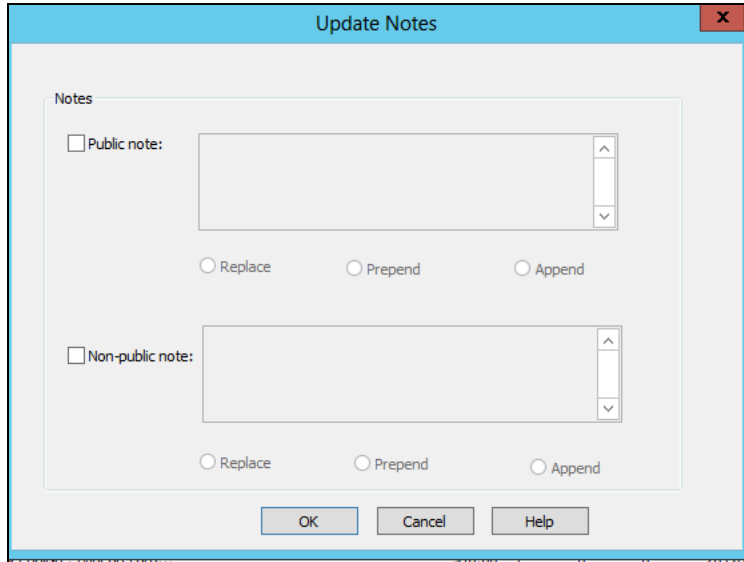 Update Notes
x
Notes
Public note:
Replace Prepend Append
Non-public note:
Replace Prepend Append
OK Cancel Help